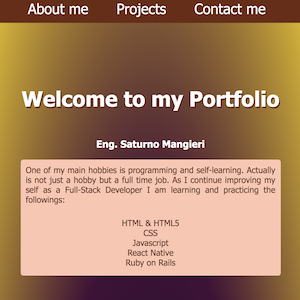 About me Projects Contact me
Welcome to my Portfolio
Eng. Saturno Mangieri
One of my main hobbies is programming and self-learning. Actually
is not just a hobby but a full time job. As I continue improving my
self as a Full-Stack Developer I am learning and practicing the
followings:
HTML & HTML5
CSS
Javascript
React Native
Ruby on Rails